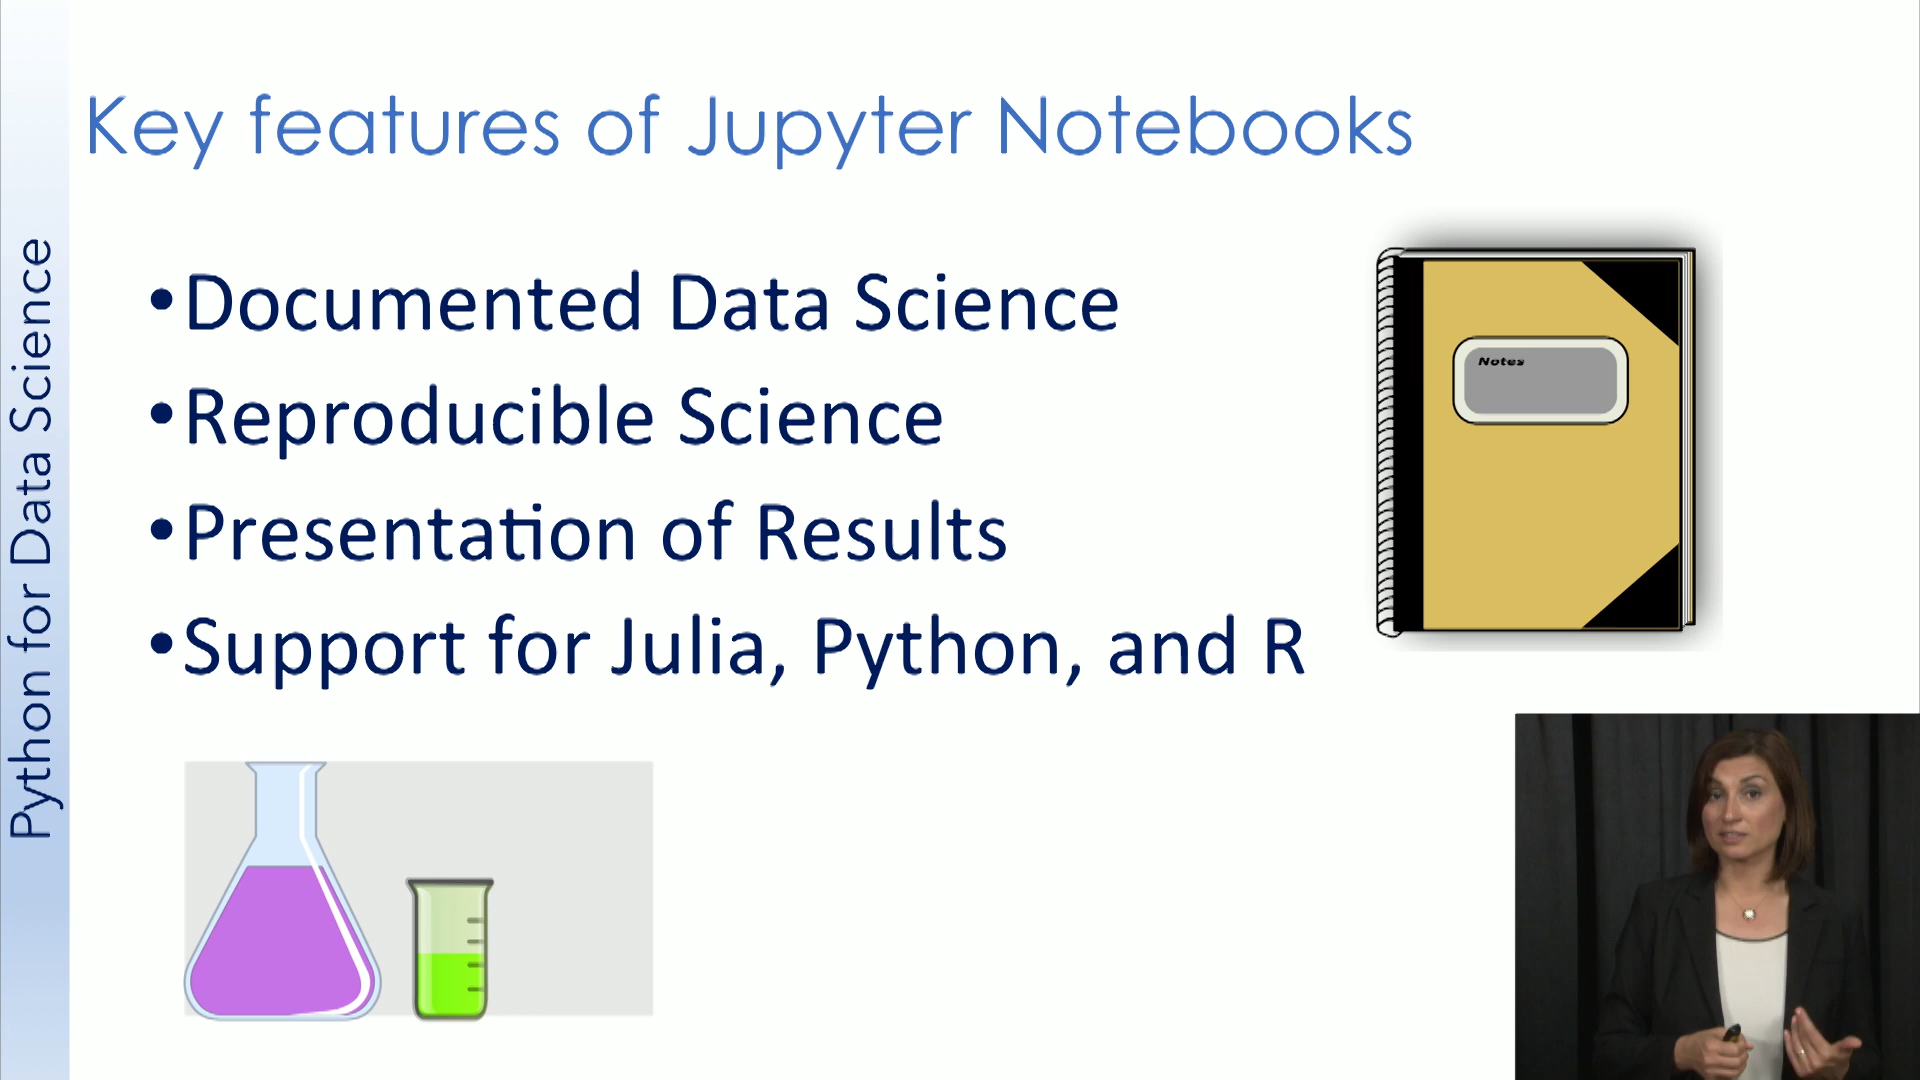 Key features of Jupyter Notebooks
•Documented Data Science
•Reproducible Science
•Presentation of Results
•Support for Julia, Python, and R
Notes
Python for Data Science